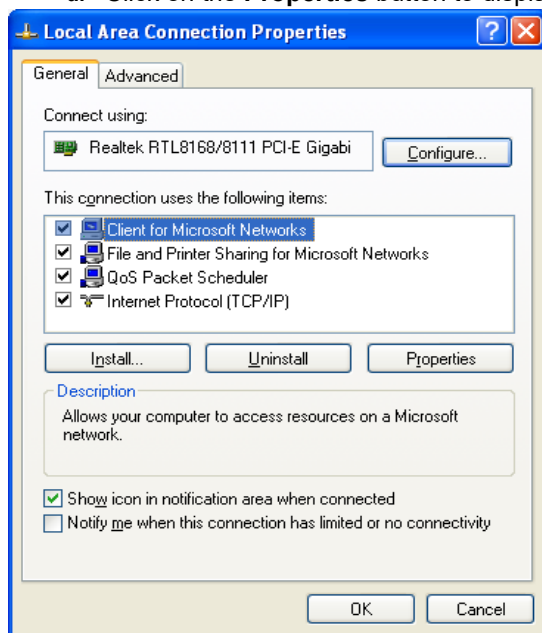 Click on the Properties button to displ
Local Area Connection Properties
General Advanced
Connect using:
Realtek RTL8168/8111 PCI-E Gigabi
Configure...
This connection uses the following items:
Client for Microsoft Networks
File and Printer Sharing for Microsoft Networks
QoS Packet Scheduler
Internet Protocol (TCP/IP)
Install... Uninstall Properties
Description
Allows your computer to access resources on a Microsoft
network.
Show icon in notification area when connected
Notify me when this connection has limited or no connectivity
OK Cancel